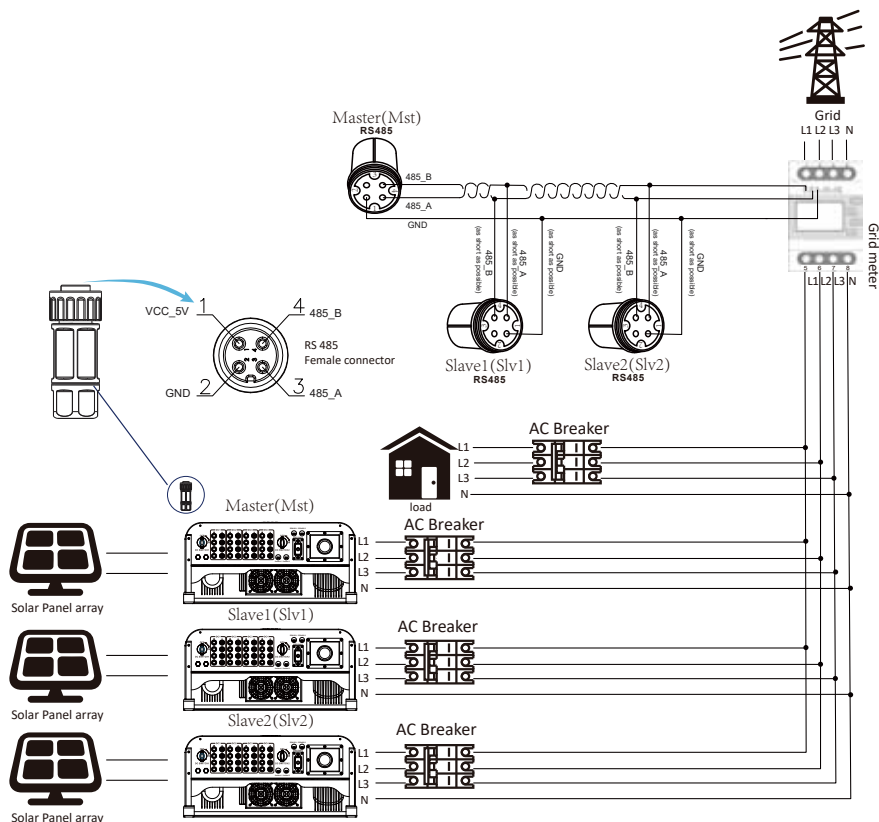 Grid
L1 L2 L3 N
Master(Mst)
RS485
485_B
485_A
GND
Grid meter
5 6 7 8
L1 L2 L3 N
485_B
(as short as possible)
485_A
(as short as possible)
GND
(as short as possible)
485_B
(as short as possible)
485_A
(as short as possible)
GND
(as short as possible)
Slave1(Slv1)
RS485
Slave2(Slv2)
RS485
VCC_5V 1
4 485_B
RS 485
Female connector
GND 2
3 485_A
AC Breaker
L1
L2
L3
N
load
Master(Mst)
AC Breaker
L1
L2
L3
N
Solar Panel array
Slave1(Slv1)
AC Breaker
L1
L2
L3
N
Solar Panel array
Slave2(Slv2)
AC Breaker
L1
L2
L3
N
Solar Panel array